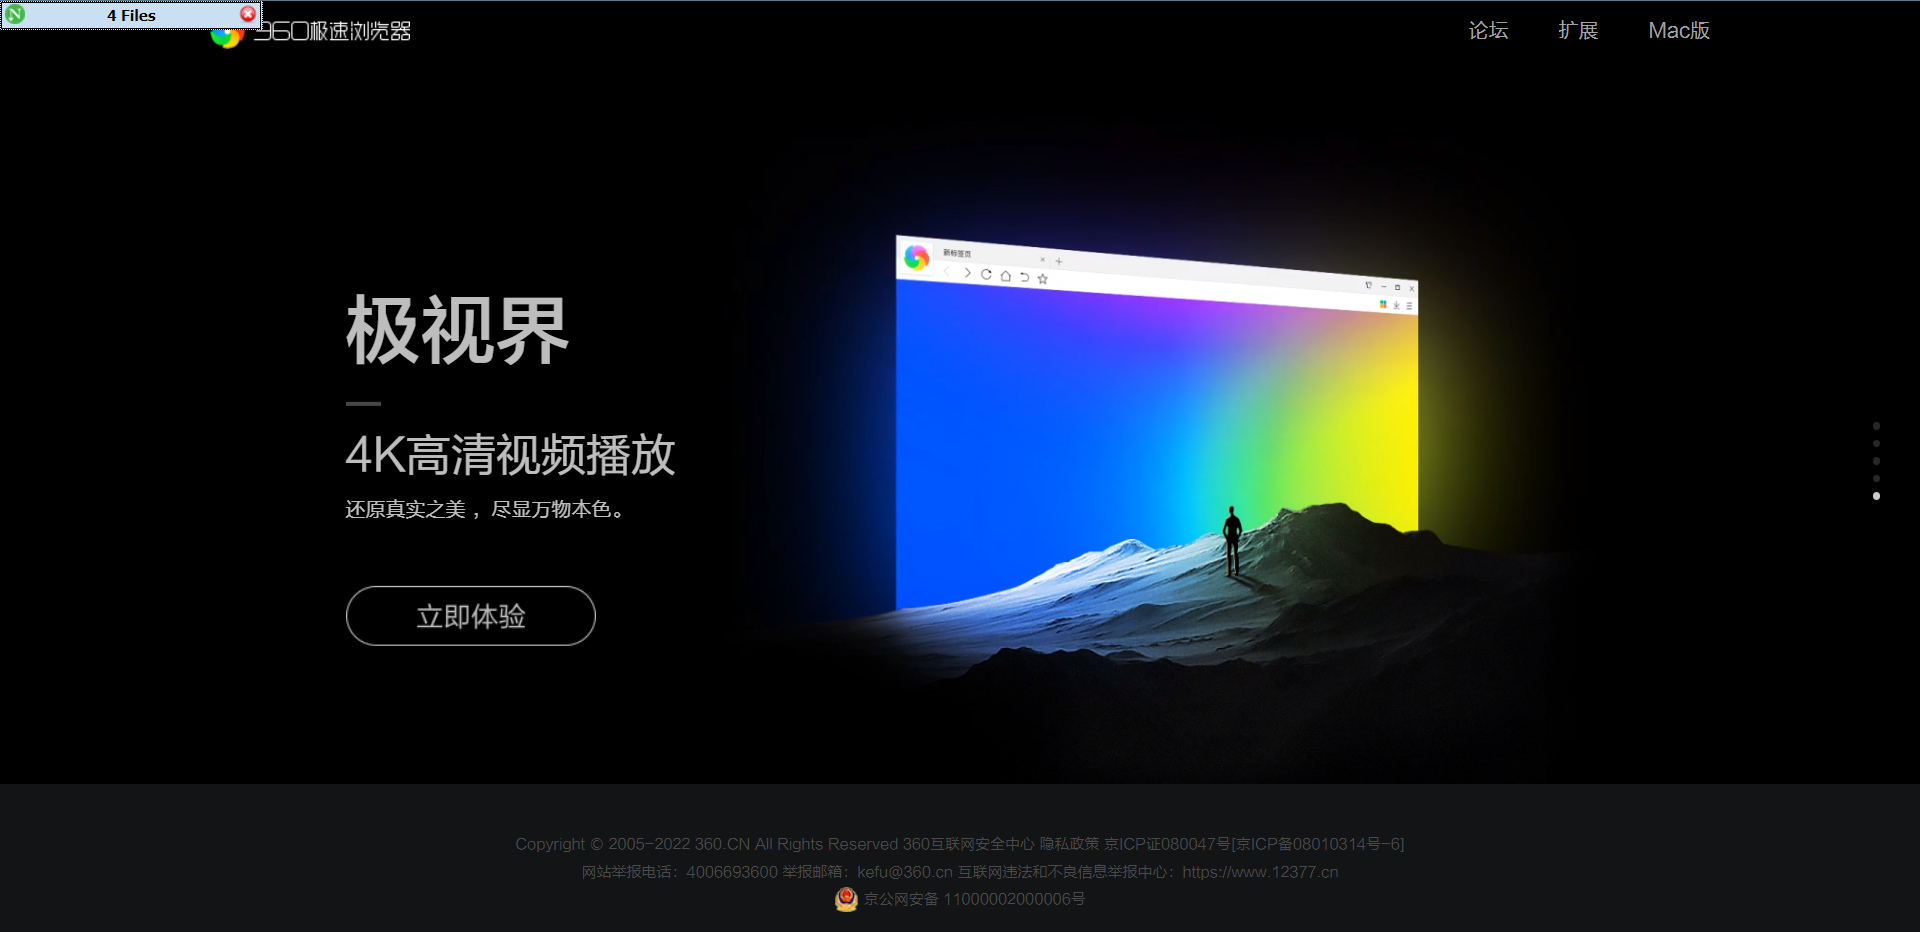 4 Files
360极速浏览器
论坛 扩展 Mac版
新标签页
极视界
4K高清视频播放
还原真实之美，尽显万物本色。
立即体验
Copyright © 2005-2022 360.CN All Rights Reserved 360互联网安全中心 隐私政策 京ICP证080047号[京ICP备08010314号-6]
网站举报电话：4006693600 举报邮箱：kefu@360.cn 互联网违法和不良信息举报中心：https://www.12377.cn
京公网安备 11000002000006号